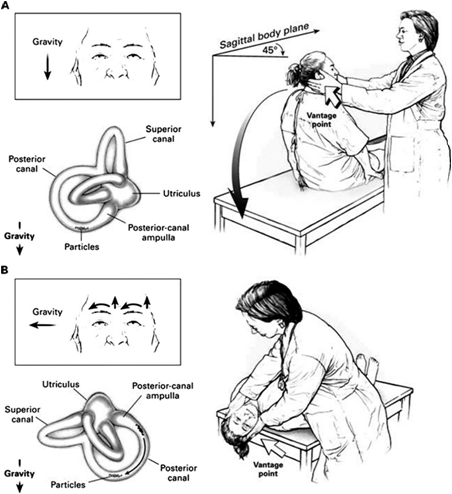 A
Gravity
Sagittal body plane
45°
Vantage
point
Superior
canal
Posterior
canal
Utriculus
Posterior-canal
ampulla
Particles
Gravity
B
Gravity
Utriculus
Posterior-canal
ampulla
Superior
canal
Posterior
canal
Particles
Gravity
Vantage
point